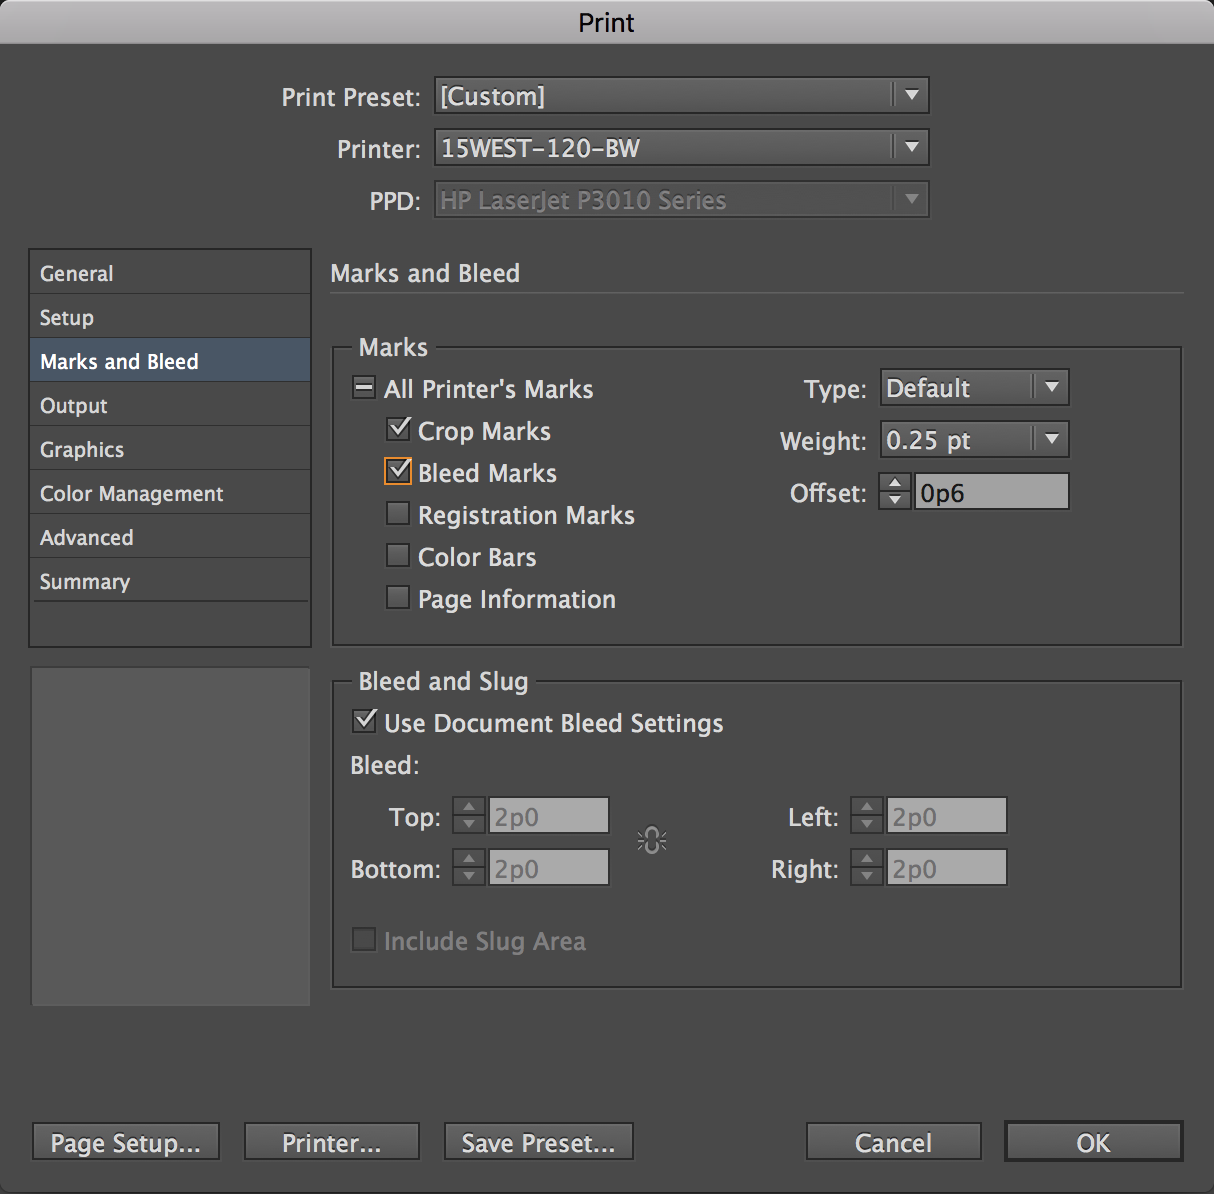 Print
Print Preset: [Custom]
Printer: 15WEST-120-BW
PPD: HP LaserJet P3010 Series
General
Setup
Marks and Bleed
Output
Graphics
Color Management
Advanced
Summary
Marks and Bleed
Marks
All Printer's Marks
Crop Marks
Bleed Marks
Registration Marks
Color Bars
Page Information
Type: Default
Weight: 0.25 pt
Offset: 0p6
Bleed and Slug
Use Document Bleed Settings
Bleed:
Top: 2p0
Bottom: 2p0
Left: 2p0
Right: 2p0
Include Slug Area
Page Setup...
Printer...
Save Preset...
Cancel
OK